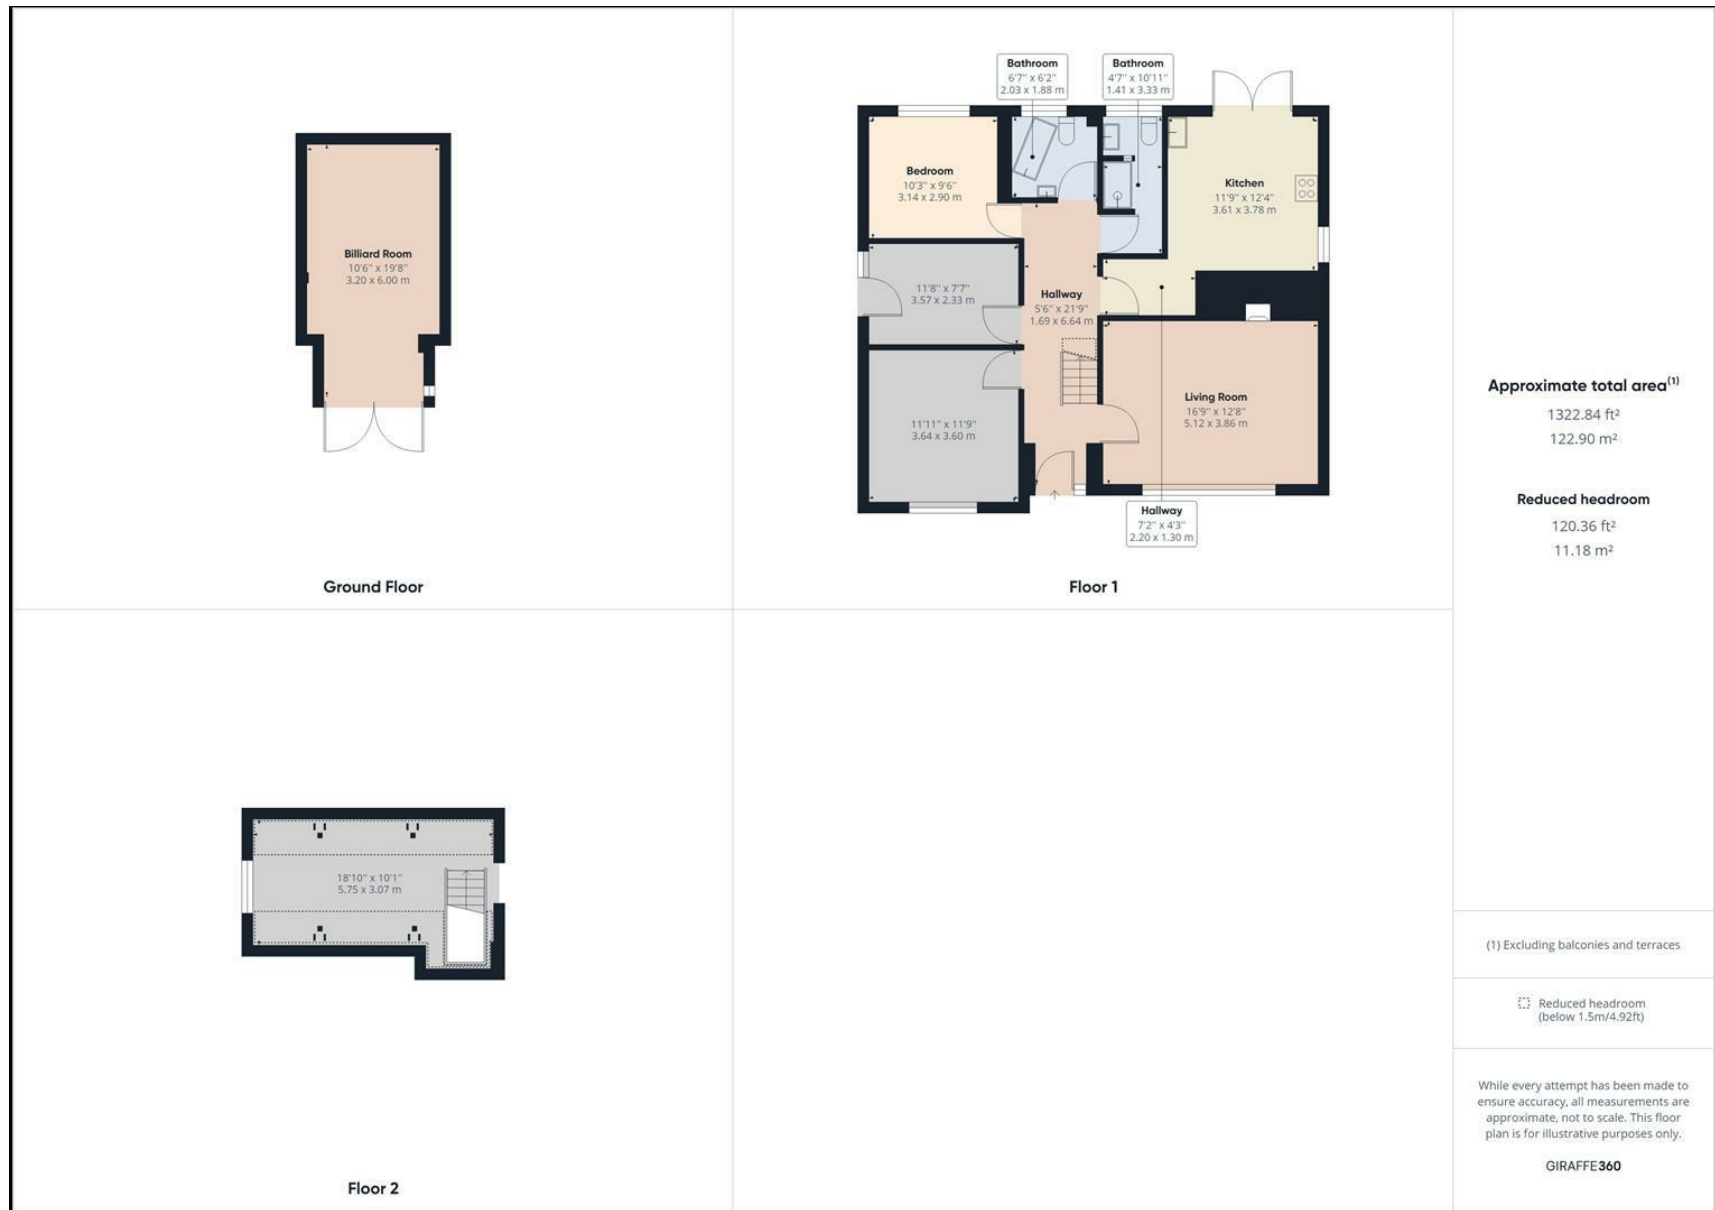 Billiard Room
10'6" x 19'8"
3.20 x 6.00 m
Ground Floor
Bathroom
6'7" x 6'2"
2.03 x 1.88 m
Bathroom
4'7" x 10'11"
1.41 x 3.33 m
Bedroom
10'3" x 9'6"
3.14 x 2.90 m
Kitchen
11'9" x 12'4"
3.61 x 3.78 m
11'8" x 7'7"
3.57 x 2.33 m
Hallway
5'6" x 21'9"
1.69 x 6.64 m
11'11" x 11'9"
3.64 x 3.60 m
Living Room
16'9" x 12'8"
5.12 x 3.86 m
Hallway
7'2" x 4'3"
2.20 x 1.30 m
Floor 1
18'10" x 10'1"
5.75 x 3.07 m
Floor 2
Approximate total area(1)
1322.84 ft²
122.90 m²
Reduced headroom
120.36 ft²
11.18 m²
(1) Excluding balconies and terraces
Reduced headroom
(below 1.5m/4.92ft)
While every attempt has been made to
ensure accuracy, all measurements are
approximate, not to scale. This floor
plan is for illustrative purposes only.
GIRAFFE360